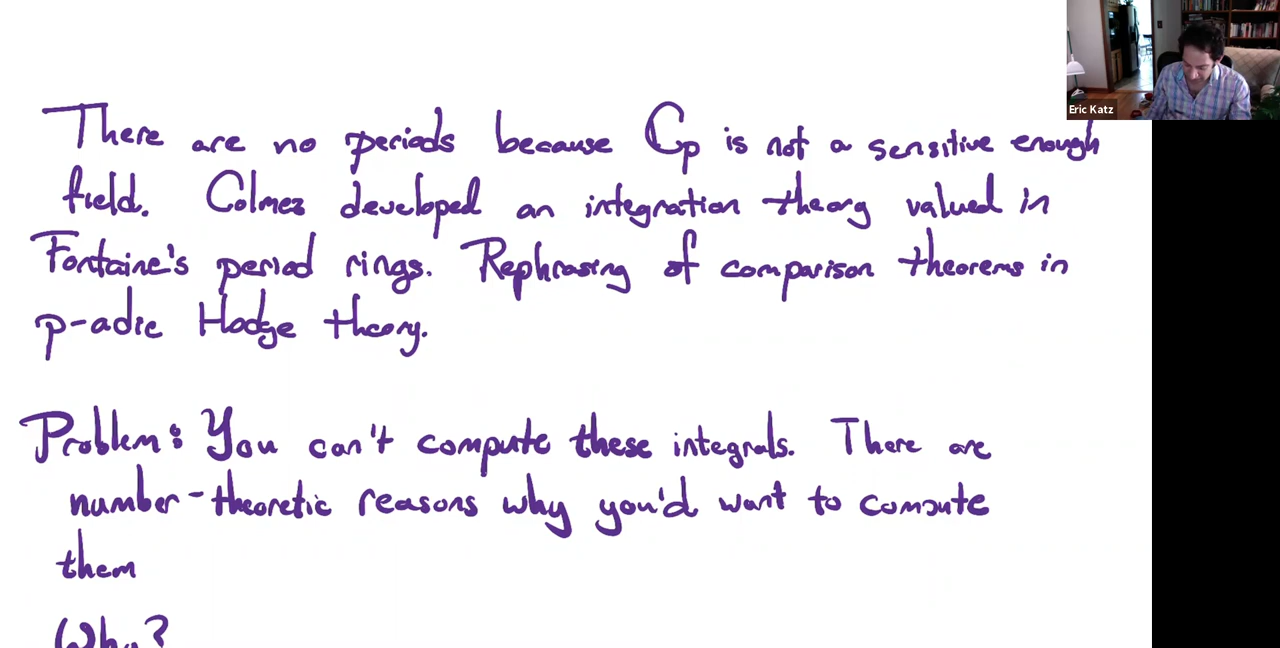 Eric Katz
There are no periods because Cp is not a sensitive enough
field. Colmez developed an integration theory valued in
Fontaine's period rings. Rephrasing of comparison theorems in
p-adic Hodge theory.
Problem: You can't compute these integrals. There are
number-theoretic reasons why you'd want to compute
them
Why?